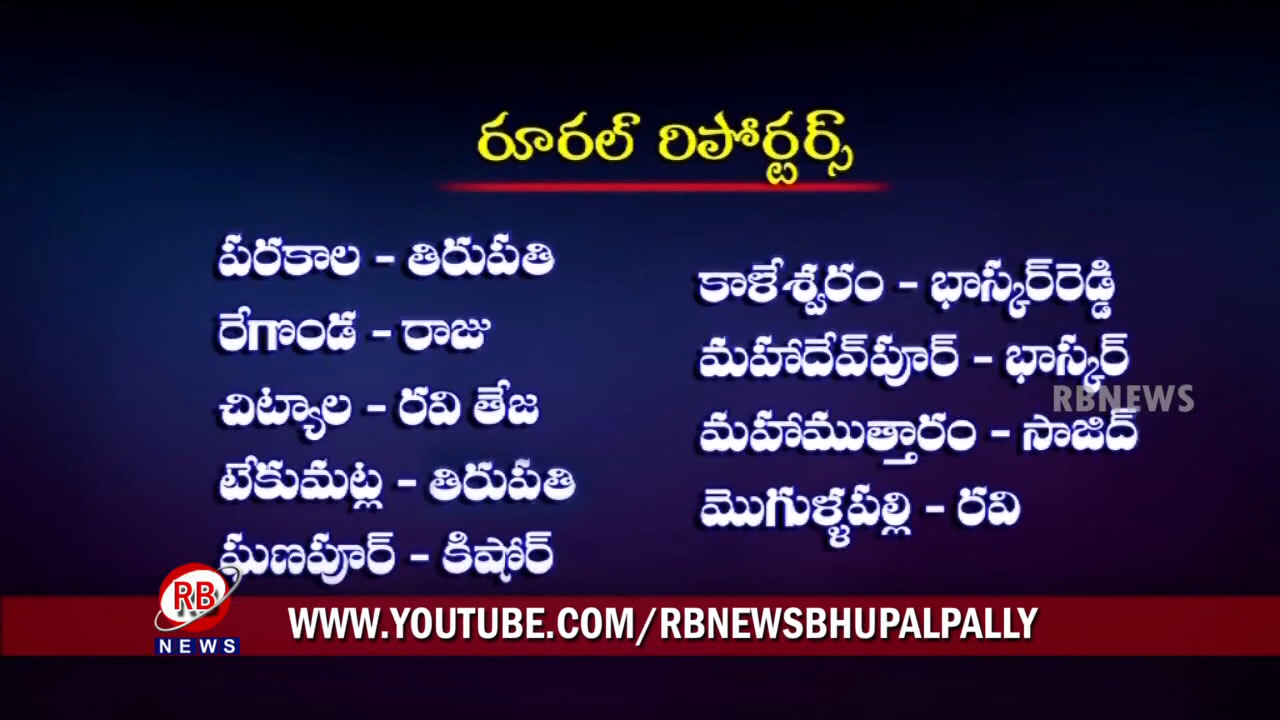 రూరల్ రిపోర్టర్స్
పరకాల - తిరుపతి
రేగొండ - రాజు
చిట్యాల - రవి తేజ
టేకుమట్ల - తిరుపతి
ఘణపూర్ - కిషోర్
కాళేశ్వరం - భాస్కర్‌రెడ్డి
మహాదేవ్‌పూర్ - భాస్కర్
మహాముత్తారం - సాజిద్
మొగుళ్ళపల్లి - రవి
RBNEWS
RB
NEWS
WWW.YOUTUBE.COM/RBNEWSBHUPALPALLY